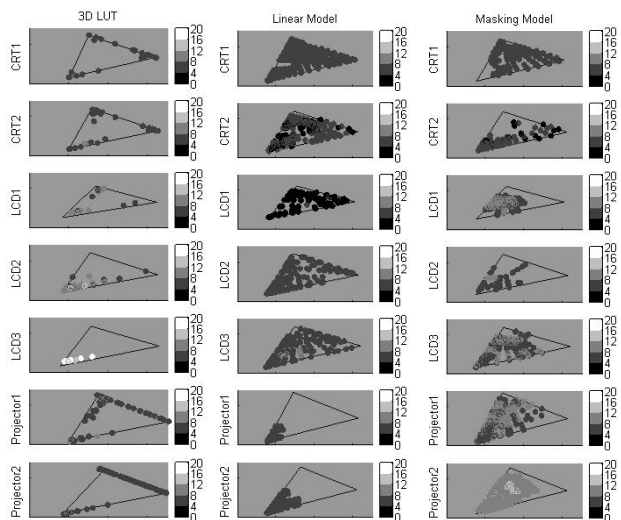 3D LUT Linear Model Masking Model
CRT1 20 16 12 8 4 0 CRT1 20 16 12 8 4 0 CRT1 20 16 12 8 4 0
CRT2 20 16 12 8 4 0 CRT2 20 16 12 8 4 0 CRT2 20 16 12 8 4 0
LCD1 20 16 12 8 4 0 LCD1 20 16 12 8 4 0 LCD1 20 16 12 8 4 0
LCD2 20 16 12 8 4 0 LCD2 20 16 12 8 4 0 LCD2 20 16 12 8 4 0
LCD3 20 16 12 8 4 0 LCD3 20 16 12 8 4 0 LCD3 20 16 12 8 4 0
Projector1 20 16 12 8 4 0 Projector1 20 16 12 8 4 0 Projector1 20 16 12 8 4 0
Projector2 20 16 12 8 4 0 Projector2 20 16 12 8 4 0 Projector2 20 16 12 8 4 0